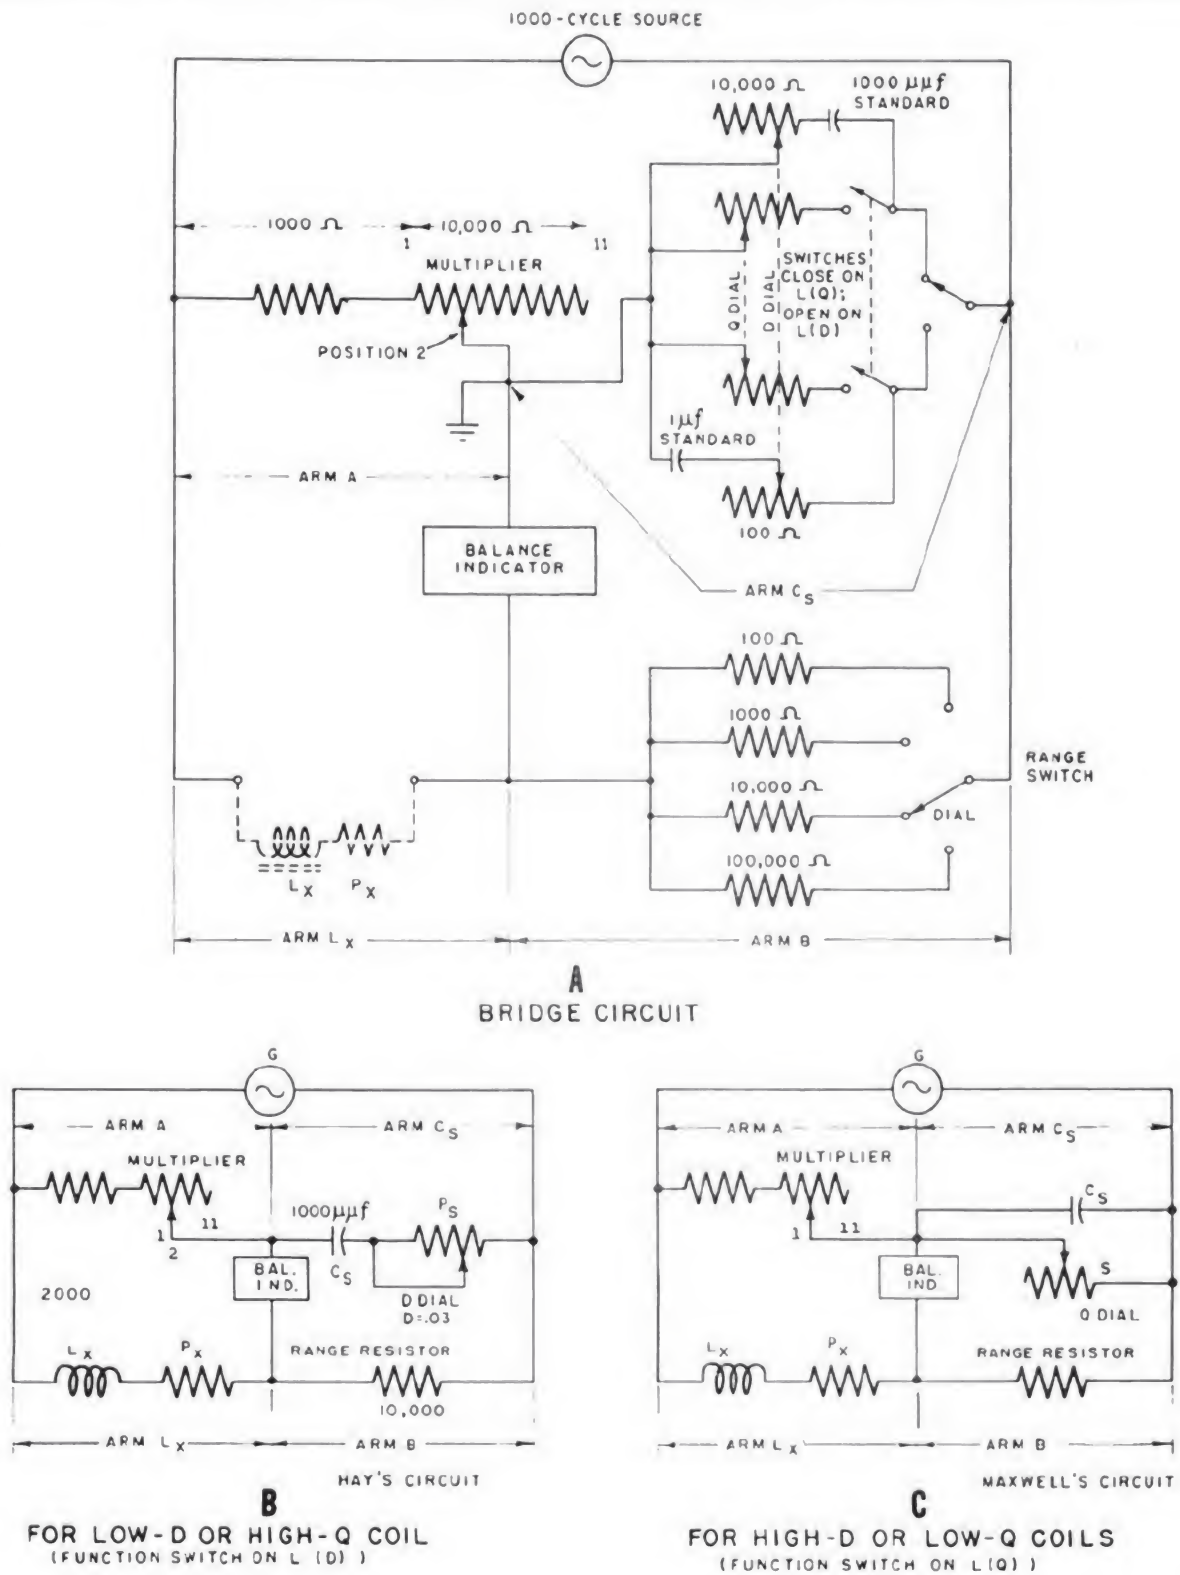 1000-CYCLE SOURCE
10,000 Ω
1000 μμf
STANDARD
1000 Ω
10,000 Ω
1
11
MULTIPLIER
POSITION 2
Q DIAL
D DIAL
SWITCHES
CLOSE ON
L(Q);
OPEN ON
L(D)
1μf
STANDARD
100 Ω
ARM A
BALANCE
INDICATOR
ARM CS
100 Ω
1000 Ω
10,000 Ω
100,000 Ω
RANGE
SWITCH
DIAL
LX
PX
ARM LX
ARM B
A
BRIDGE CIRCUIT
G
ARM A
ARM CS
MULTIPLIER
1
11
2
1000μμf
CS
PS
BAL.
IND.
D DIAL
D=.03
2000
LX
PX
RANGE RESISTOR
10,000
ARM LX
ARM B
HAY'S CIRCUIT
B
FOR LOW-D OR HIGH-Q COIL
(FUNCTION SWITCH ON L (D) )
G
ARM A
ARM CS
MULTIPLIER
1
11
CS
BAL.
IND.
S
Q DIAL
LX
PX
RANGE RESISTOR
ARM LX
ARM B
MAXWELL'S CIRCUIT
C
FOR HIGH-D OR LOW-Q COILS
(FUNCTION SWITCH ON L(Q) )